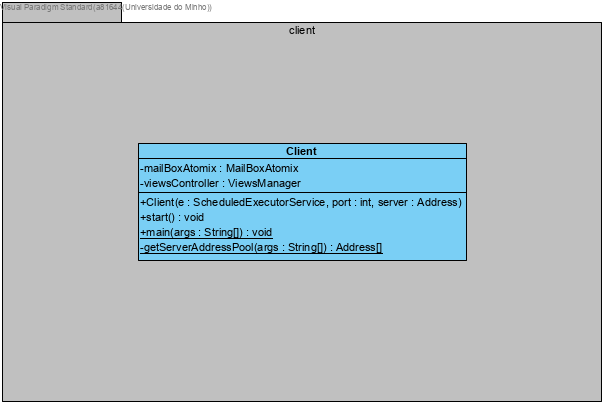 Visual Paradigm Standard(a81644(Universidade do Minho))
client
Client
-mailBoxAtomix : MailBoxAtomix
-viewsController : ViewsManager
+Client(e : ScheduledExecutorService, port : int, server : Address)
+start() : void
+main(args : String[]) : void
-getServerAddressPool(args : String[]) : Address[]